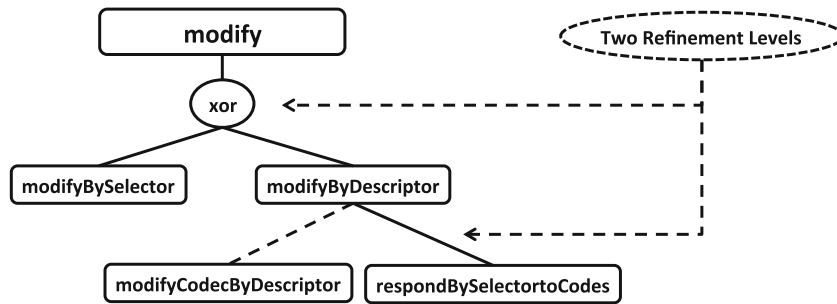 modify
Two Refinement Levels
xor
modifyBySelector
modifyByDescriptor
modifyCodecByDescriptor
respondBySelectortoCodes